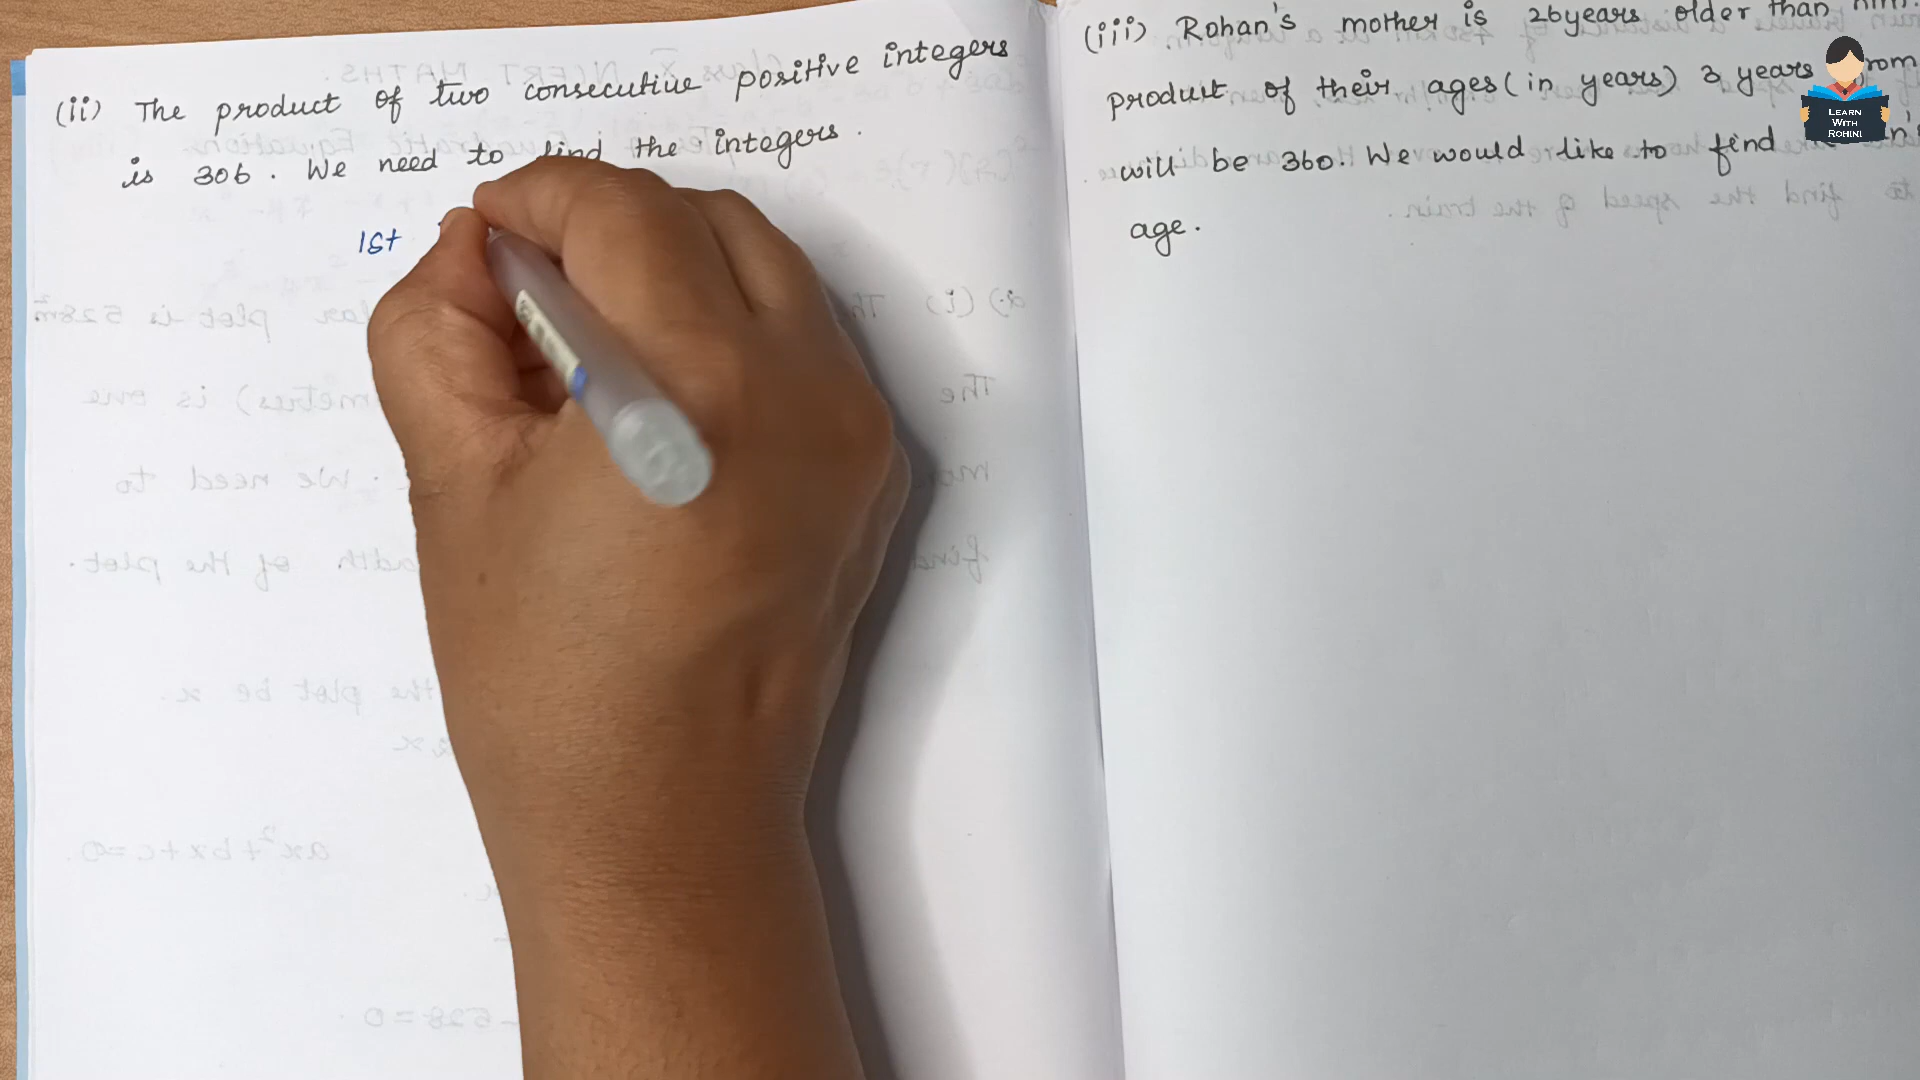 (ii) The product of two consecutive positive integers
is 306. We need to find the integers.
1st
(iii) Rohan's mother is 26years older than him.
product of their ages(in years) 3 years from
will be 360. We would like to find
age.
LEARN
WITH
ROHINI